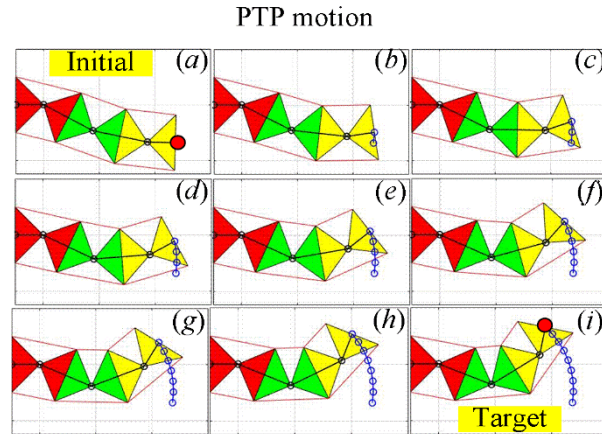 PTP motion
Initial
(a)
(b)
(c)
(d)
(e)
(f)
(g)
(h)
(i)
Target